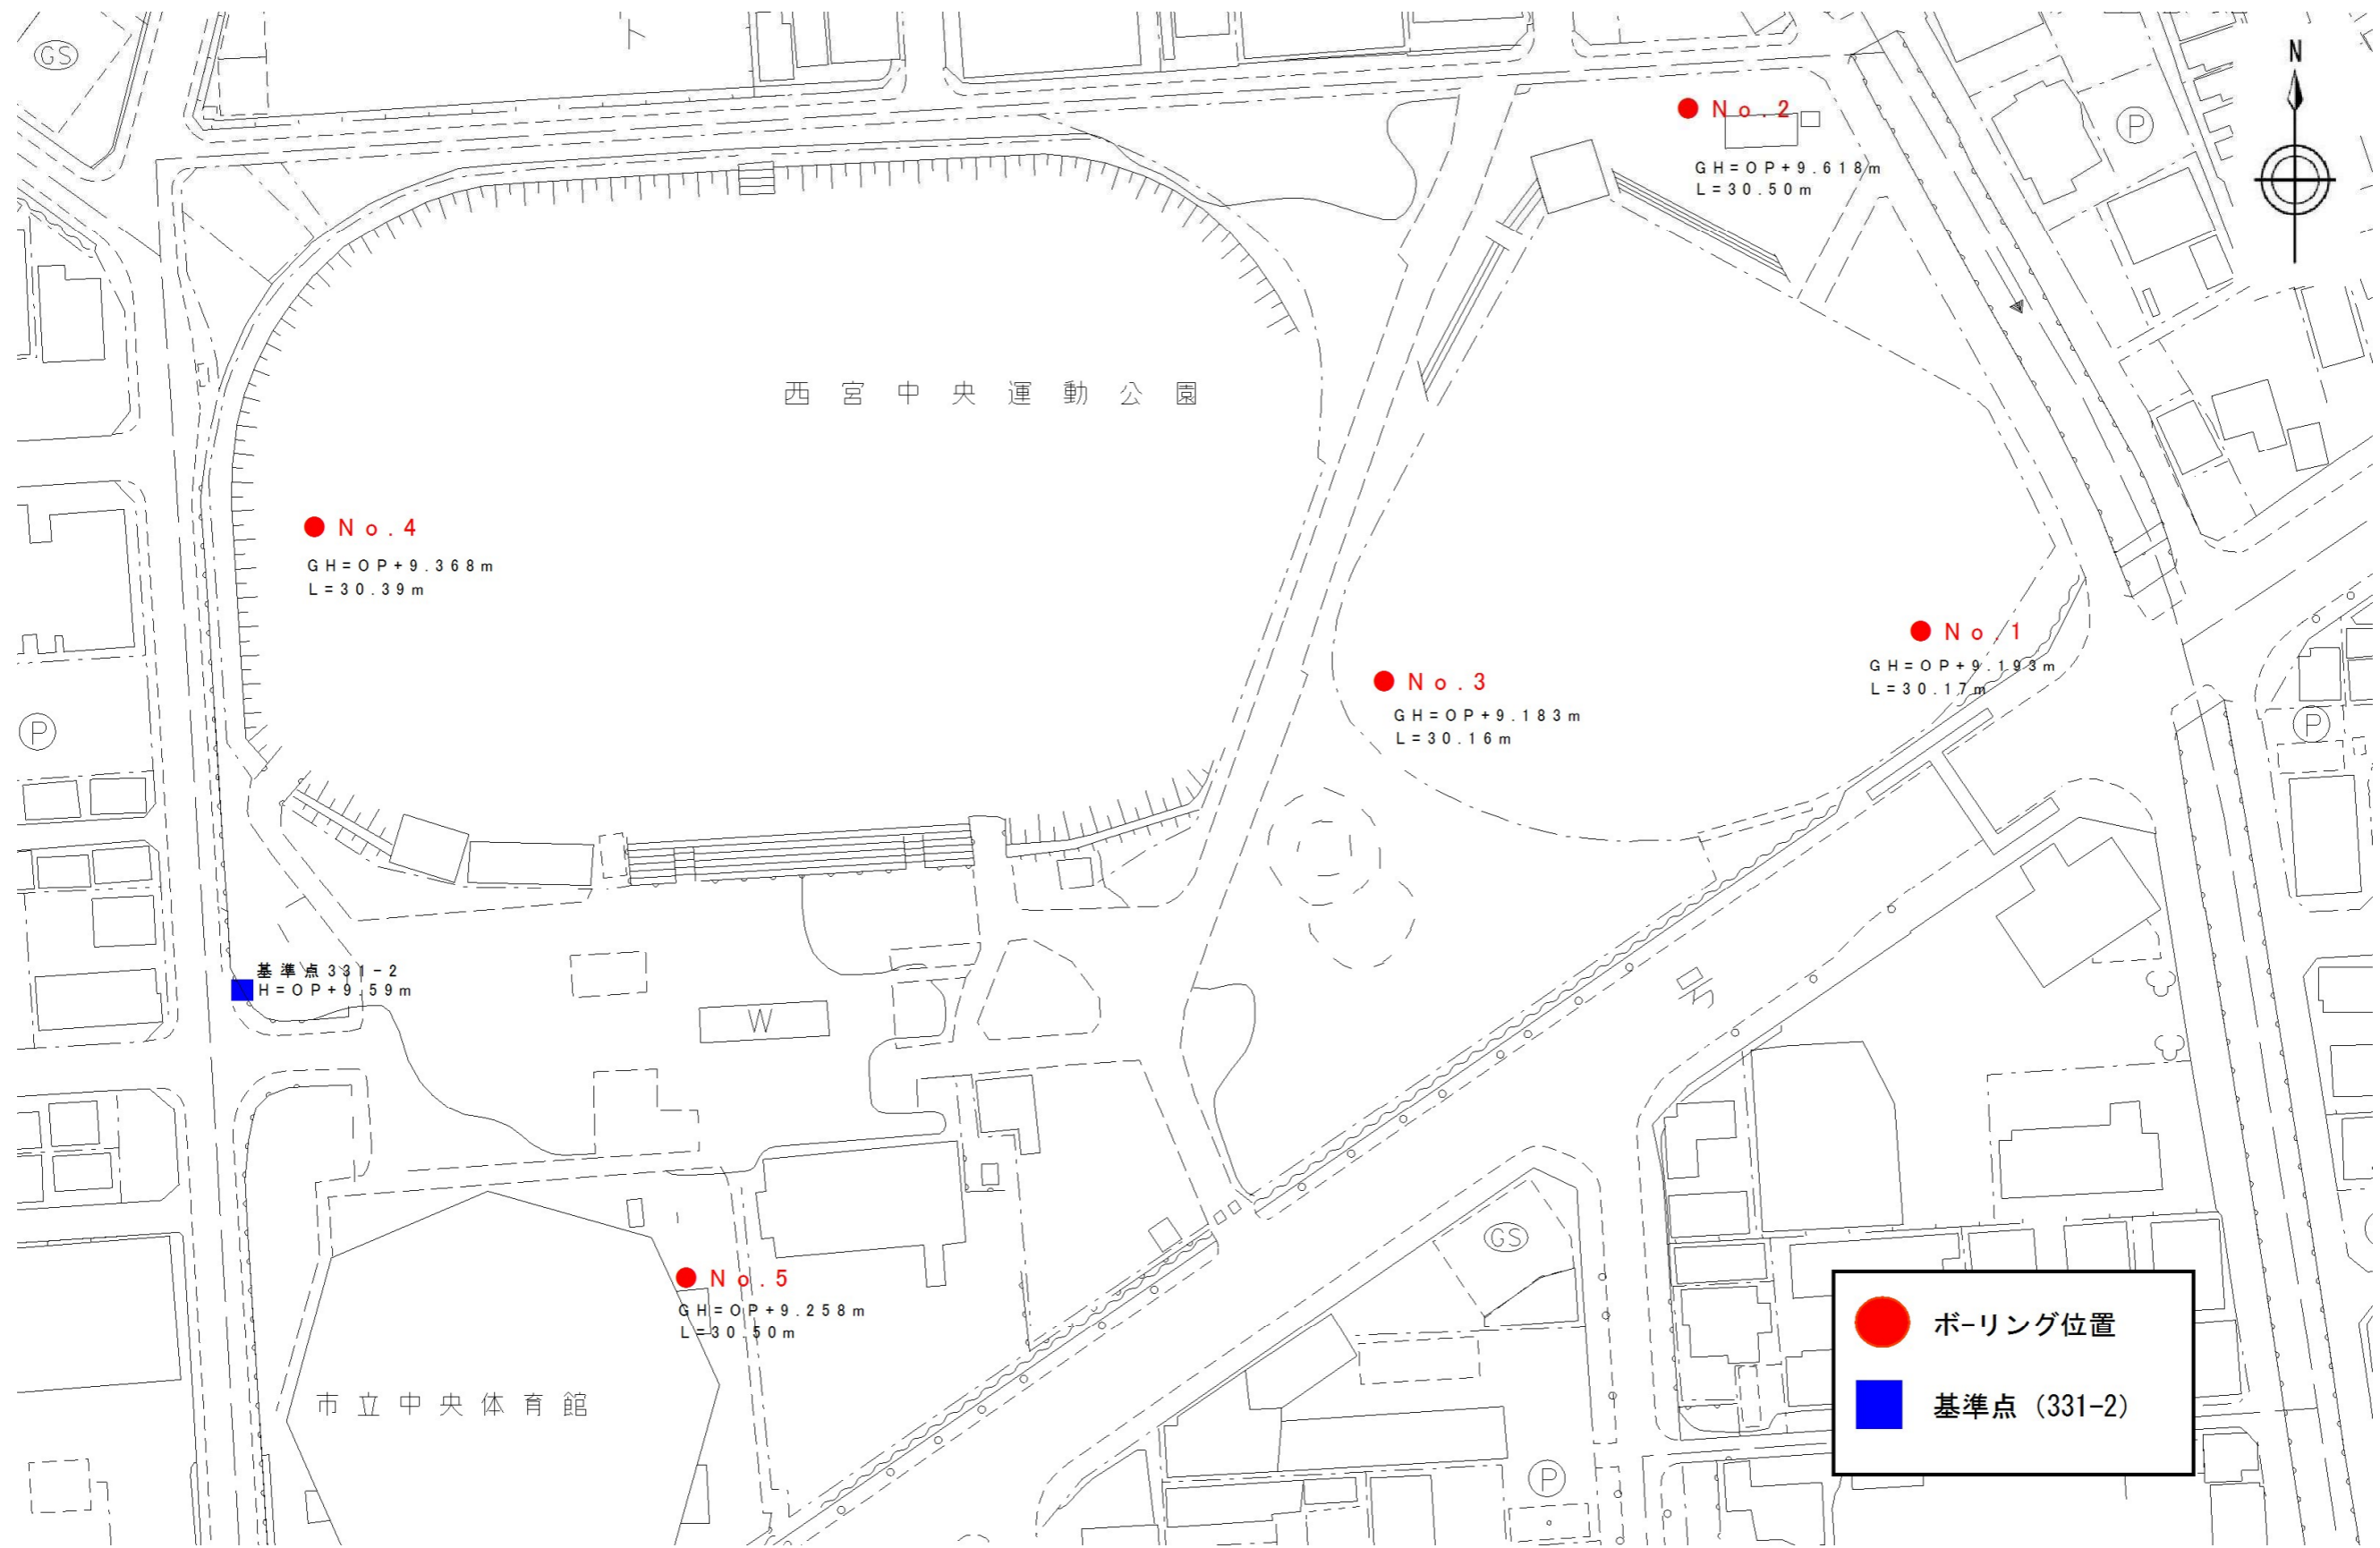 GS
ト
N
No.2
P
GH=OP+9.618m
L=30.50m
西宮中央運動公園
No.4
GH=OP+9.368m
L=30.39m
No.1
GH=OP+9.193m
L=30.17m
No.3
GH=OP+9.183m
L=30.16m
P
P
基準点331-2
H=OP+9.59m
W
GS
No.5
GH=OP+9.258m
L=30.50m
ボーリング位置
市立中央体育館
基準点（331-2）
P